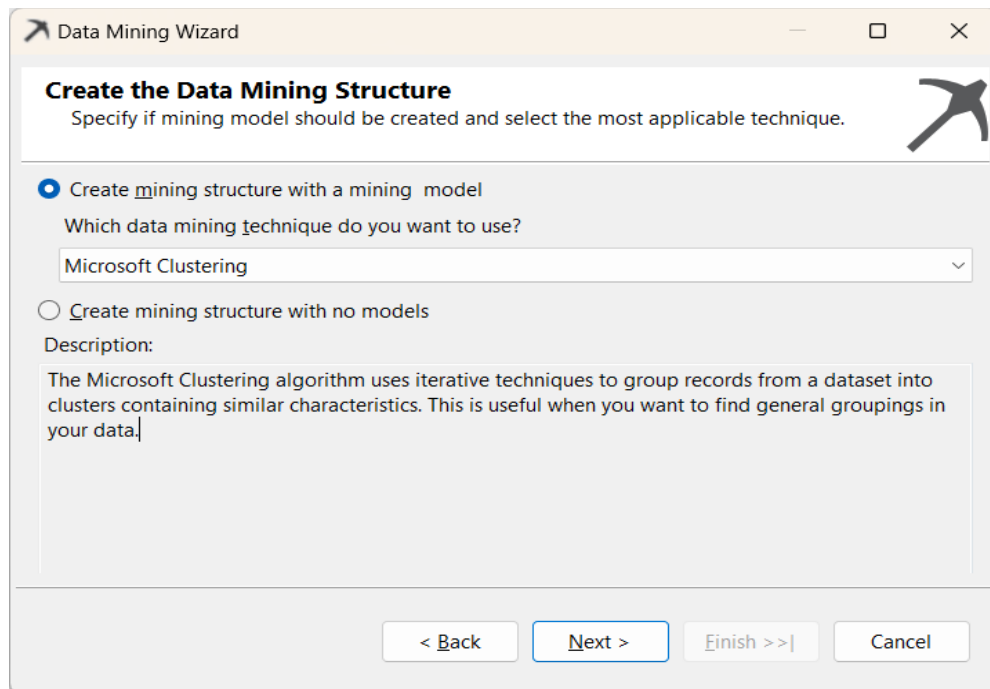 Data Mining Wizard
Create the Data Mining Structure
Specify if mining model should be created and select the most applicable technique.
Create mining structure with a mining  model
Which data mining technique do you want to use?
Microsoft Clustering
Create mining structure with no models
Description:
The Microsoft Clustering algorithm uses iterative techniques to group records from a dataset into
clusters containing similar characteristics. This is useful when you want to find general groupings in
your data.
< Back Next > Finish >>| Cancel